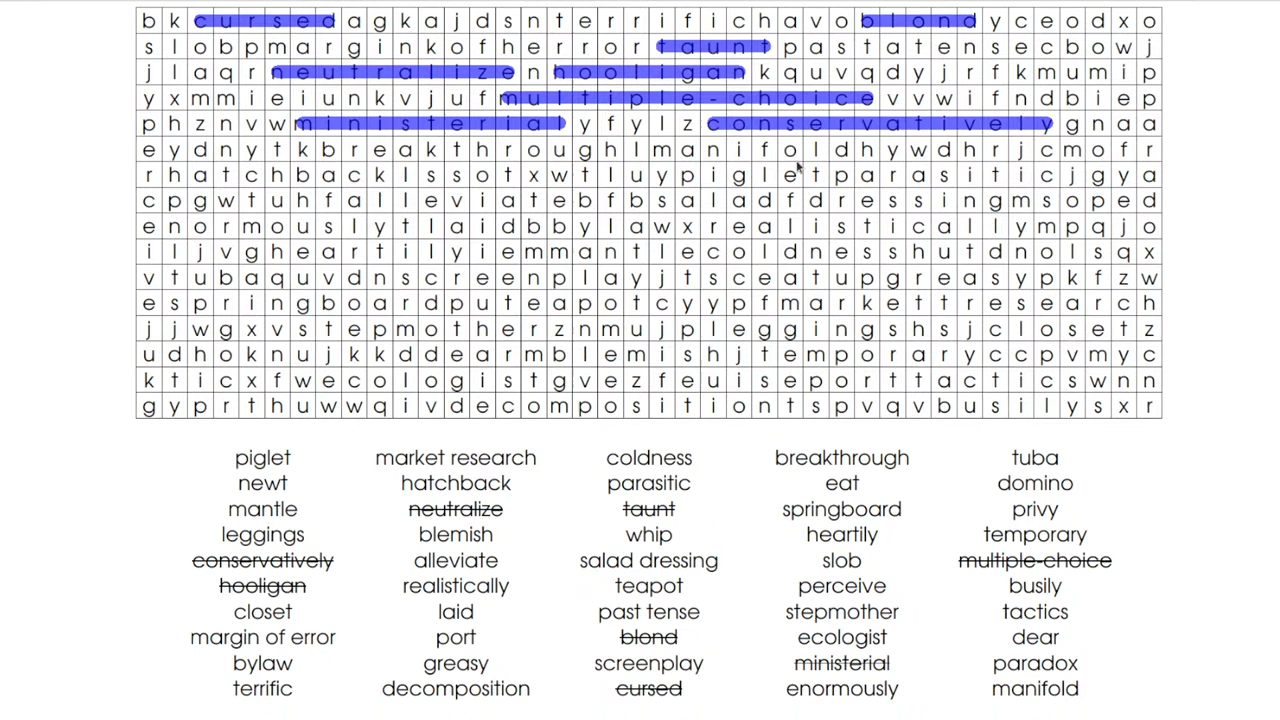 b k c u r s e d a g k a j d s n t e r r i f i c h a v o b l o n d y c e o d x o
s l o b p m a r g i n k o f h e r r o r t a u n t p a s t a t e n s e c b o w j
j l a q r n e u t r a l i z e n h o o l i g a n k q u v q d y j r f k m u m i p
y x m m i e i u n k v j u f m u l t i p l e - c h o i c e v v w i f n d b i e p
p h z n v w m i n i s t e r i a l y f y l z c o n s e r v a t i v e l y g n a a
e y d n y t k b r e a k t h r o u g h l m a n i f o l d h y w d h r j c m o f r
r h a t c h b a c k l s s o t x w t l u y p i g l e t p a r a s i t i c j g y a
c p g w t u h f a l l e v i a t e b f b s a l a d f d r e s s i n g m s o p e d
e n o r m o u s l y t l a i d b b y l a w x r e a l i s t i c a l l y m p q j o
i l j v g h e a r t i l y i e m m a n t l e c o l d n e s s h u t d n o l s q x
v t u b a q u v d n s c r e e n p l a y j t s c e a t u p g r e a s y p k f z w
e s p r i n g b o a r d p u t e a p o t c y y p f m a r k e t t r e s e a r c h
j j w g x v s t e p m o t h e r z n m u j p l e g g i n g s h s j c l o s e t z
u d h o k n u j k k d d e a r m b l e m i s h j t e m p o r a r y c c p v m y c
k t i c x f w e c o l o g i s t g v e z f e u i s e p o r t t a c t i c s w n n
g y p r t h u w w q i v d e c o m p o s i t i o n t s p v q v b u s i l y s x r
piglet market research coldness breakthrough tuba
newt hatchback parasitic eat domino
mantle neutralize taunt springboard privy
leggings blemish whip heartily temporary
conservatively alleviate salad dressing slob multiple-choice
hooligan realistically teapot perceive busily
closet laid past tense stepmother tactics
margin of error port blond ecologist dear
bylaw greasy screenplay ministerial paradox
terrific decomposition cursed enormously manifold